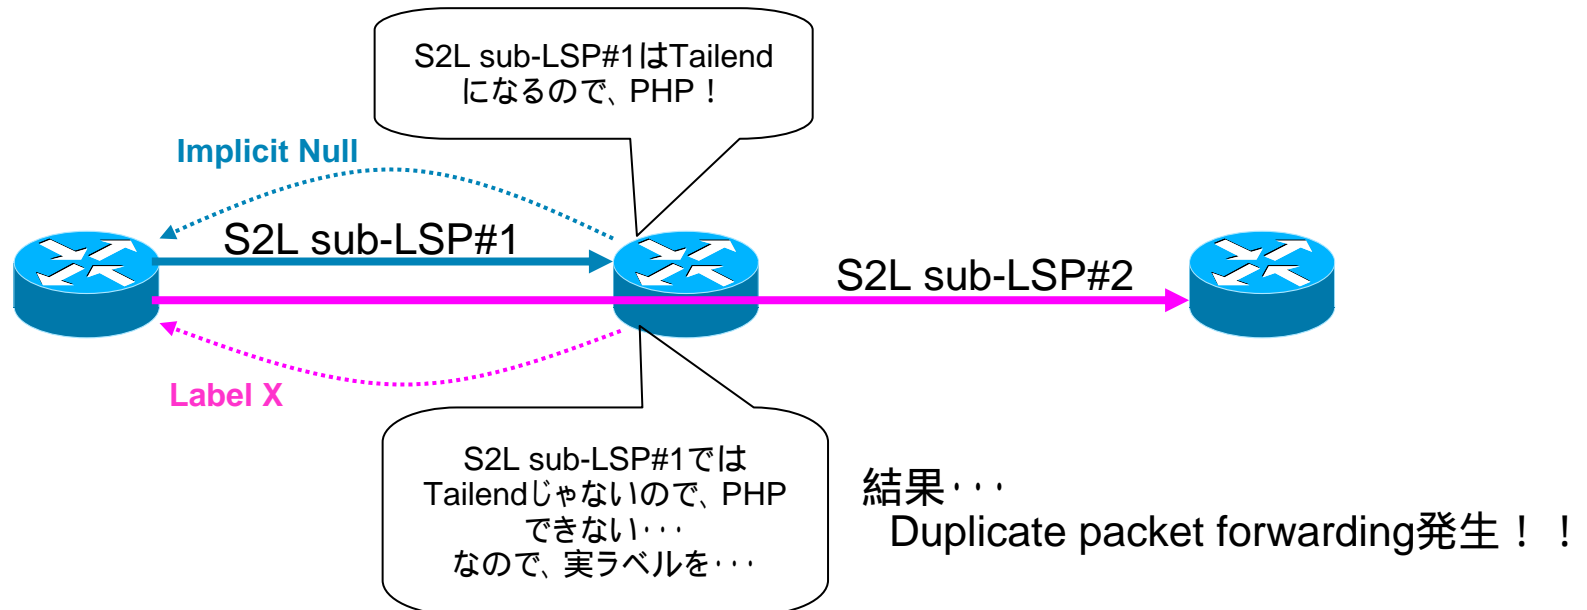 S2L sub-LSP#1はTailend
になるので、PHP！
Implicit Null
S2L sub-LSP#1
S2L sub-LSP#2
Label X
S2L sub-LSP#1では
Tailendじゃないので、PHP
できない・・・
なので、実ラベルを・・・
結果・・・
Duplicate packet forwarding発生！！